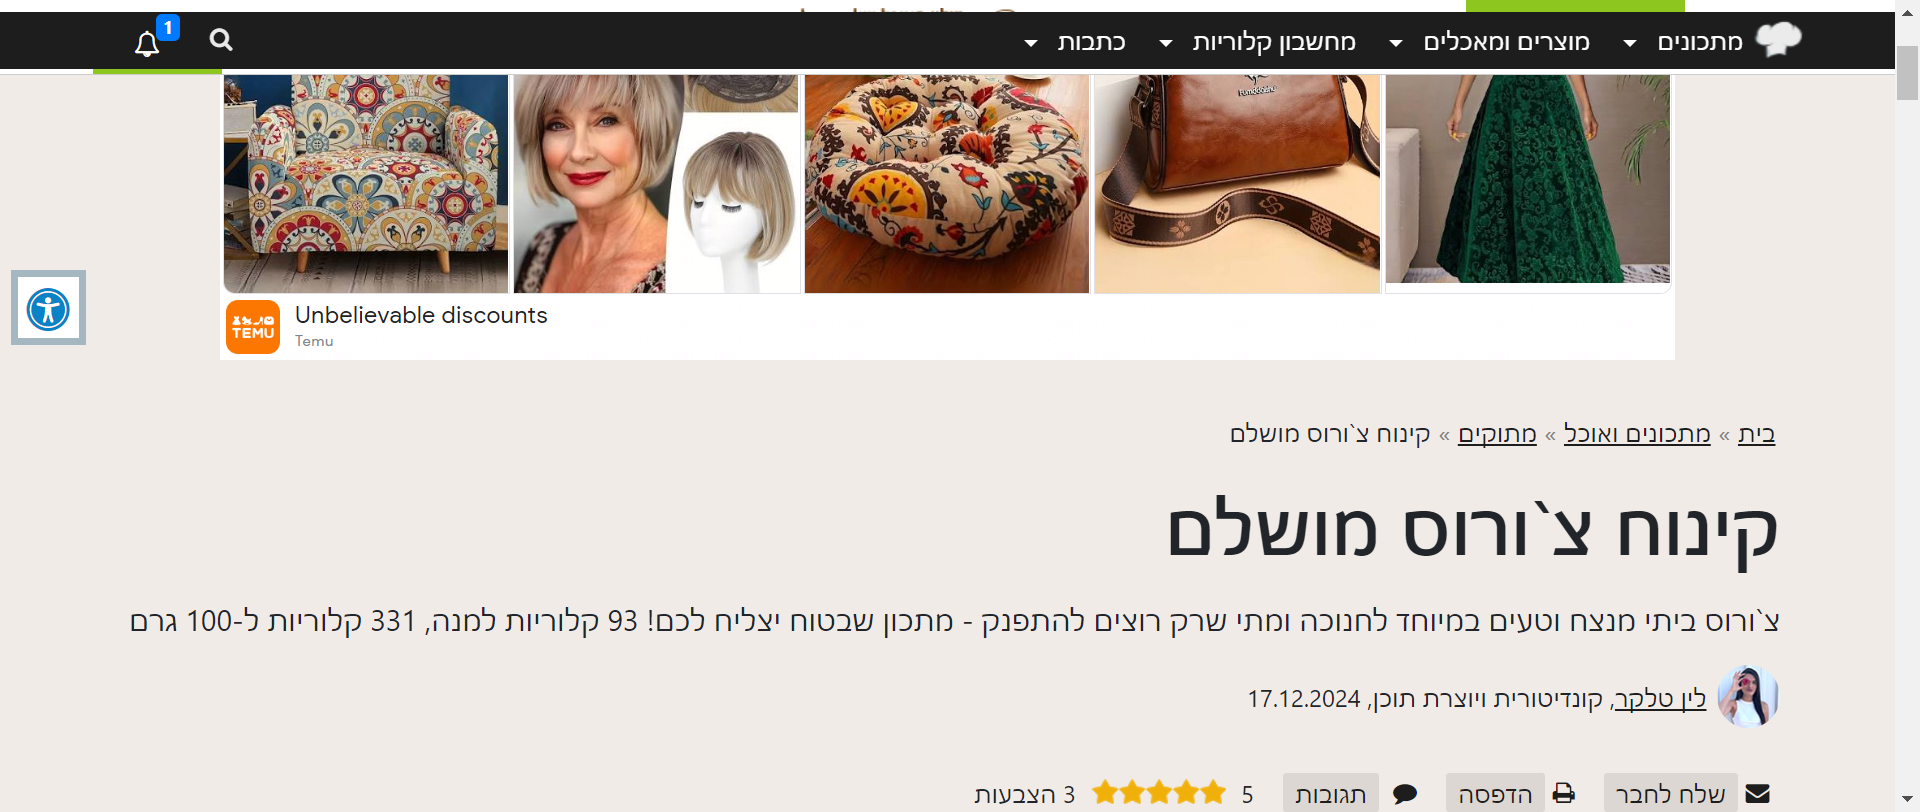 מתכונים
מוצרים ומאכלים
מחשבון קלוריות
כתבות
1
TEMU
Unbelievable discounts
Temu
בית » מתכונים ואוכל » מתוקים » קינוח צ`ורוס מושלם
קינוח צ`ורוס מושלם
צ`ורוס ביתי מנצח וטעים במיוחד לחנוכה ומתי שרק רוצים להתפנק - מתכון שבטוח יצליח לכם! 93 קלוריות למנה, 331 קלוריות ל-100 גרם
לין טלקר, קונדיטורית ויוצרת תוכן, 17.12.2024
שלח לחבר הדפסה תגובות 5 3 הצבעות